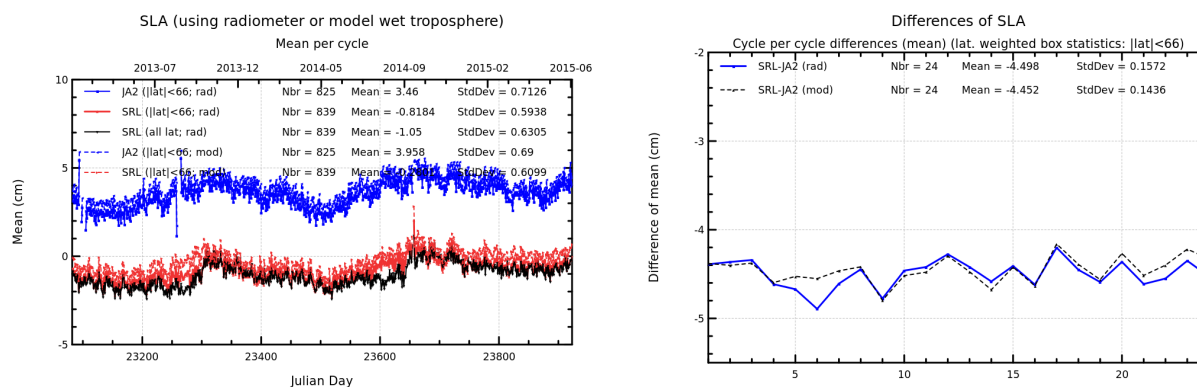 SLA (using radiometer or model wet troposphere)
Mean per cycle
2013-07 2013-12 2014-05 2014-09 2015-02 2015-06
JA2 (|lat|<66; rad) Nbr = 825 Mean = 3.46 StdDev = 0.7126
SRL (|lat|<66; rad) Nbr = 839 Mean = -0.8184 StdDev = 0.5938
SRL (all lat; rad) Nbr = 839 Mean = -1.05 StdDev = 0.6305
JA2 (|lat|<66; mod) Nbr = 825 Mean = 3.958 StdDev = 0.69
SRL (|lat|<66; mod) Nbr = 839 Mean = StdDev = 0.6099
10
5
0
-5
Mean (cm)
23200 23400 23600 23800
Julian Day
Differences of SLA
Cycle per cycle differences (mean) (lat. weighted box statistics: |lat|<66)
SRL-JA2 (rad) Nbr = 24 Mean = -4.498 StdDev = 0.1572
SRL-JA2 (mod) Nbr = 24 Mean = -4.452 StdDev = 0.1436
-2
-3
-4
-5
Difference of mean (cm)
5 10 15 20